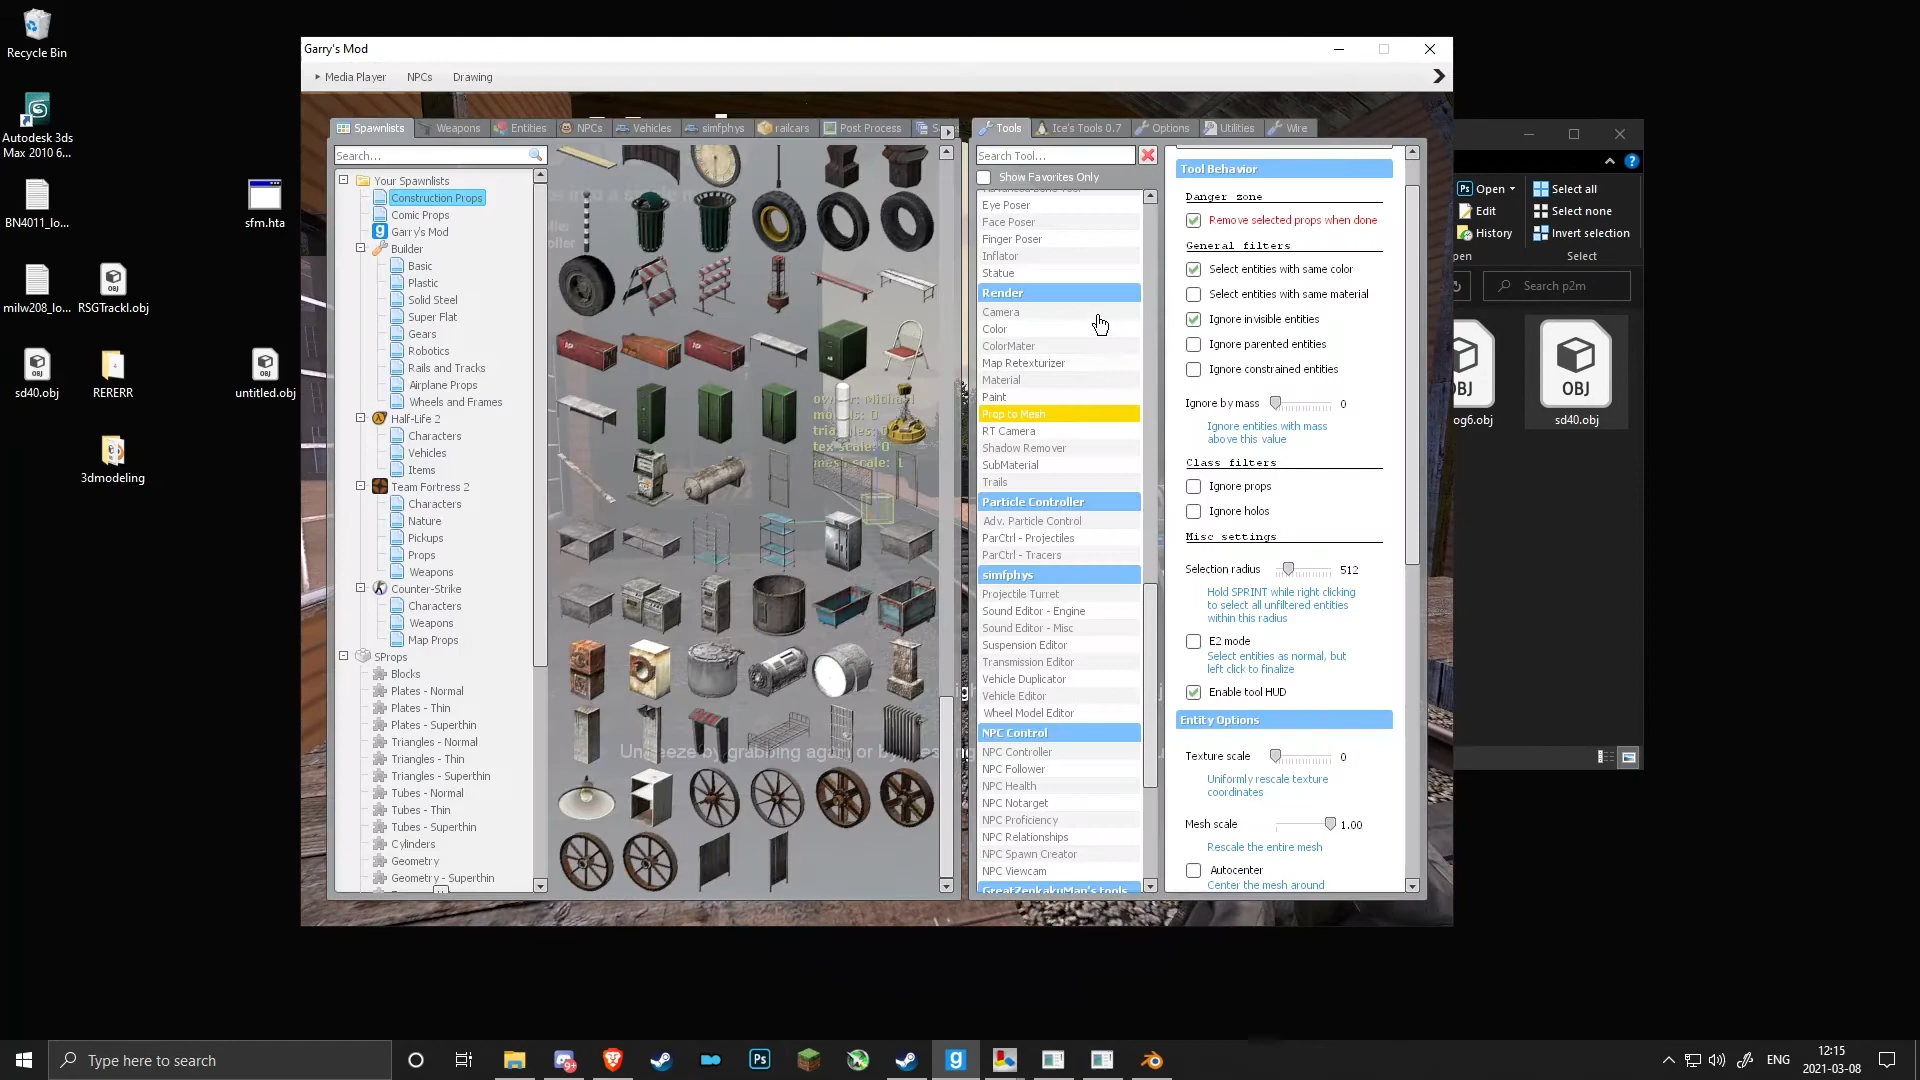 Recycle Bin
Autodesk 3ds
Max 2010 6...
BN4011_lo...
sfm.hta
milw208_lo...
RSGTrackl.obj
sd40.obj
RERERR
untitled.obj
3dmodeling
Garry's Mod
Media Player
NPCs
Drawing
Spawnlists
Weapons
Entities
NPCs
Vehicles
simfphys
railcars
Post Process
Search...
Your Spawnlists
Construction Props
Comic Props
Garry's Mod
Builder
Basic
Plastic
Solid Steel
Super Flat
Gears
Robotics
Rails and Tracks
Airplane Props
Wheels and Frames
Half-Life 2
Characters
Vehicles
Items
Team Fortress 2
Characters
Nature
Pickups
Props
Weapons
Counter-Strike
Characters
Weapons
Map Props
SProps
Blocks
Plates - Normal
Plates - Thin
Plates - Superthin
Triangles - Normal
Triangles - Thin
Triangles - Superthin
Tubes - Normal
Tubes - Thin
Tubes - Superthin
Cylinders
Geometry
Geometry - Superthin
mesh scale: 1
Tools
Ice's Tools 0.7
Options
Utilities
Wire
Search Tool...
Show Favorites Only
Eye Poser
Face Poser
Finger Poser
Inflator
Statue
Render
Camera
Color
ColorMater
Map Retexturizer
Material
Paint
Prop to Mesh
RT Camera
Shadow Remover
SubMaterial
Trails
Particle Controller
Adv. Particle Control
ParCtrl - Projectiles
ParCtrl - Tracers
simfphys
Projectile Turret
Sound Editor - Engine
Sound Editor - Misc
Suspension Editor
Transmission Editor
Vehicle Duplicator
Vehicle Editor
Wheel Model Editor
NPC Control
NPC Controller
NPC Follower
NPC Health
NPC Notarget
NPC Proficiency
NPC Relationships
NPC Spawn Creator
NPC Viewcam
GreatZenkakuMan's tools
Tool Behavior
Danger zone
Remove selected props when done
General filters
Select entities with same color
Select entities with same material
Ignore invisible entities
Ignore parented entities
Ignore constrained entities
Ignore by mass 0
Ignore entities with mass
above this value
Class filters
Ignore props
Ignore holos
Misc settings
Selection radius 512
Hold SPRINT while right clicking
to select all unfiltered entities
within this radius
E2 mode
Select entities as normal, but
left click to finalize
Enable tool HUD
Entity Options
Texture scale 0
Uniformly rescale texture
coordinates
Mesh scale 1.00
Rescale the entire mesh
Autocenter
Center the mesh around
Open
Edit
History
pen
Select all
Select none
Invert selection
Select
Search p2m
OBJ
og6.obj
sd40.obj
Type here to search
ENG
12:15
2021-03-08